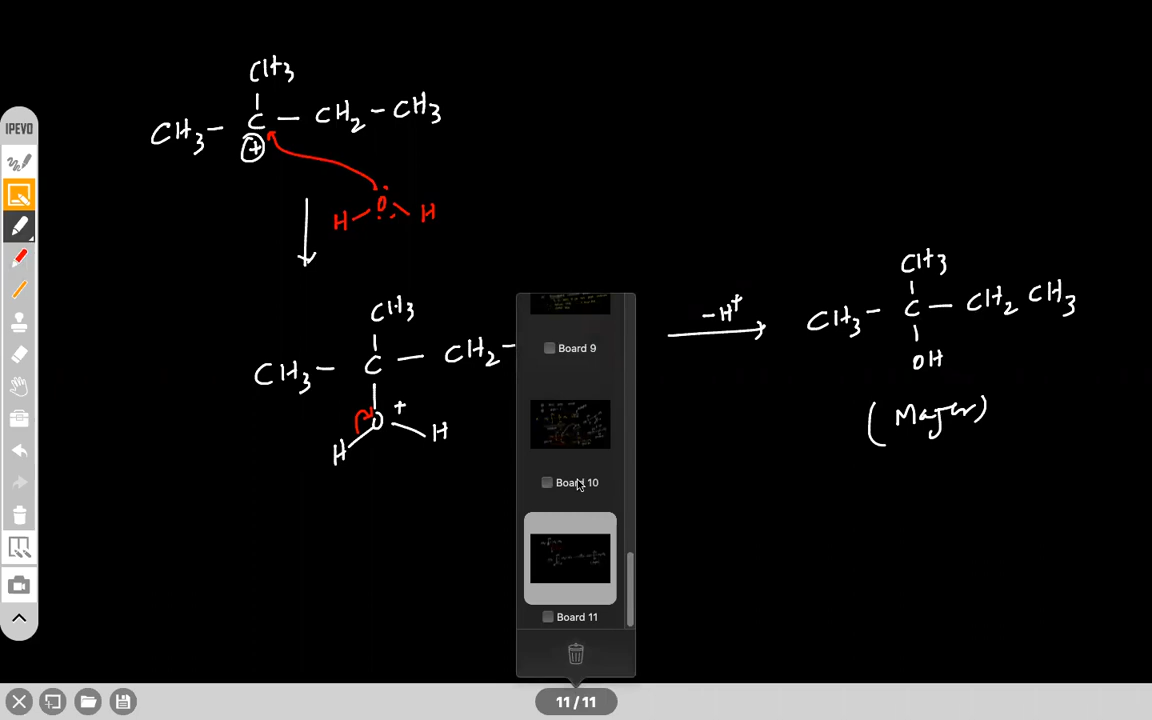 CH3
CH3 - C - CH2 - CH3
+
H O H
IPEVO
CH3
CH3 - C - CH2 -
O +
H H
- H+
CH3
CH3 - C - CH2 CH3
OH
(Major)
Board 9
Board 10
Board 11
11 / 11